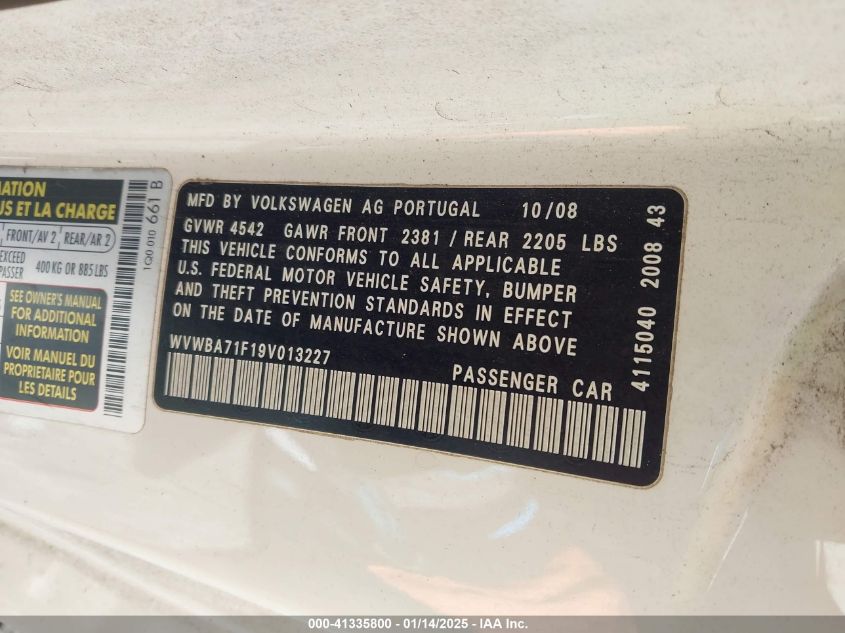 MATION
US ET LA CHARGE
FRONT/AV 2 REAR/AR 2
EXCEED
PASSER 400 KG OR 885 LBS
SEE OWNER'S MANUAL
FOR ADDITIONAL
INFORMATION
VOIR MANUEL DU
PROPRIETAIRE POUR
LES DETAILS
1Q0 010 661 B
MFD BY VOLKSWAGEN AG PORTUGAL 10/08
GVWR 4542 GAWR FRONT 2381 / REAR 2205 LBS
THIS VEHICLE CONFORMS TO ALL APPLICABLE
U.S. FEDERAL MOTOR VEHICLE SAFETY, BUMPER
AND THEFT PREVENTION STANDARDS IN EFFECT
ON THE DATE OF MANUFACTURE SHOWN ABOVE
WVWBA71F19V013227
PASSENGER CAR
4115040 2008 43
000-41335800 - 01/14/2025 - IAA Inc.